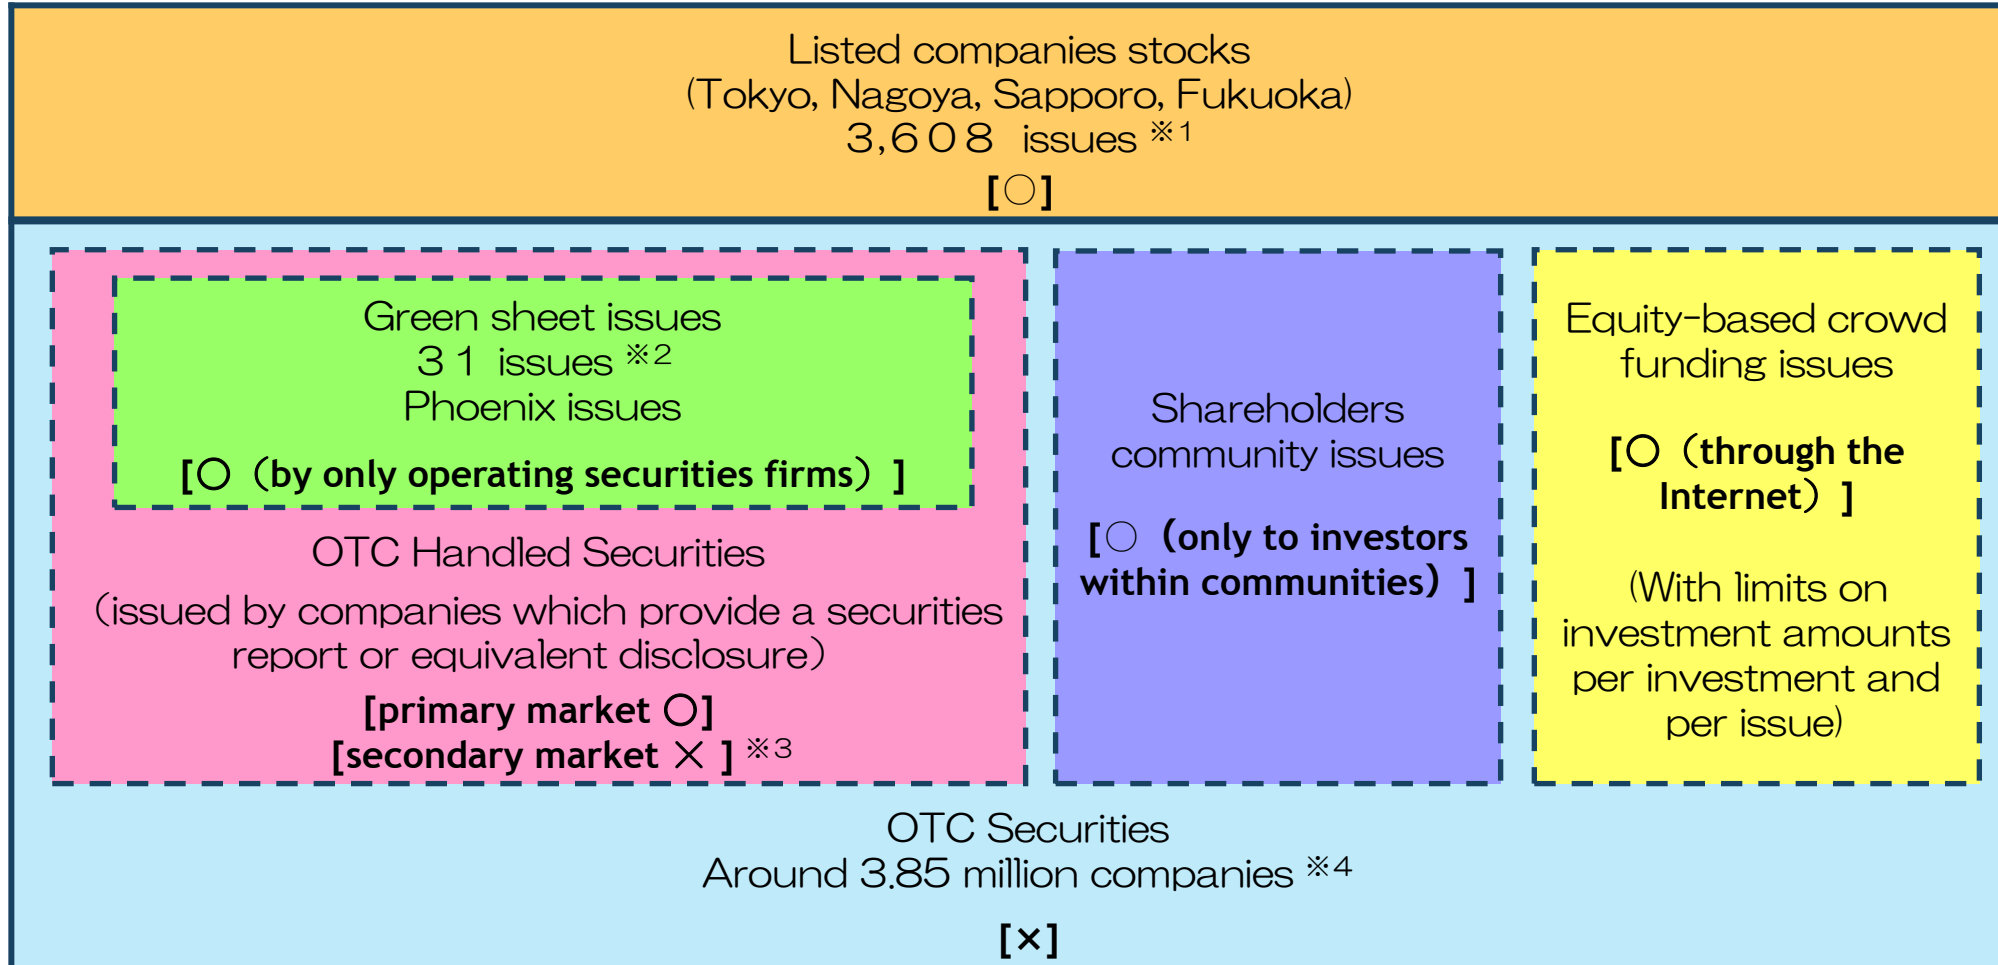 Listed companies stocks
(Tokyo, Nagoya, Sapporo, Fukuoka)
３,６０８ issues ※1
[○]
Green sheet issues
３１ issues ※2
Phoenix issues
[○（by only operating securities firms）]
OTC Handled Securities
（issued by companies which provide a securities
report or equivalent disclosure）
[primary market ○]
[secondary market × ] ※3
Shareholders
community issues
[○（only to investors
within communities）]
Equity-based crowd
funding issues
[○（through the
Internet）]
(With limits on
investment amounts
per investment and
per issue)
OTC Securities
Around 3.85 million companies ※4
[×]